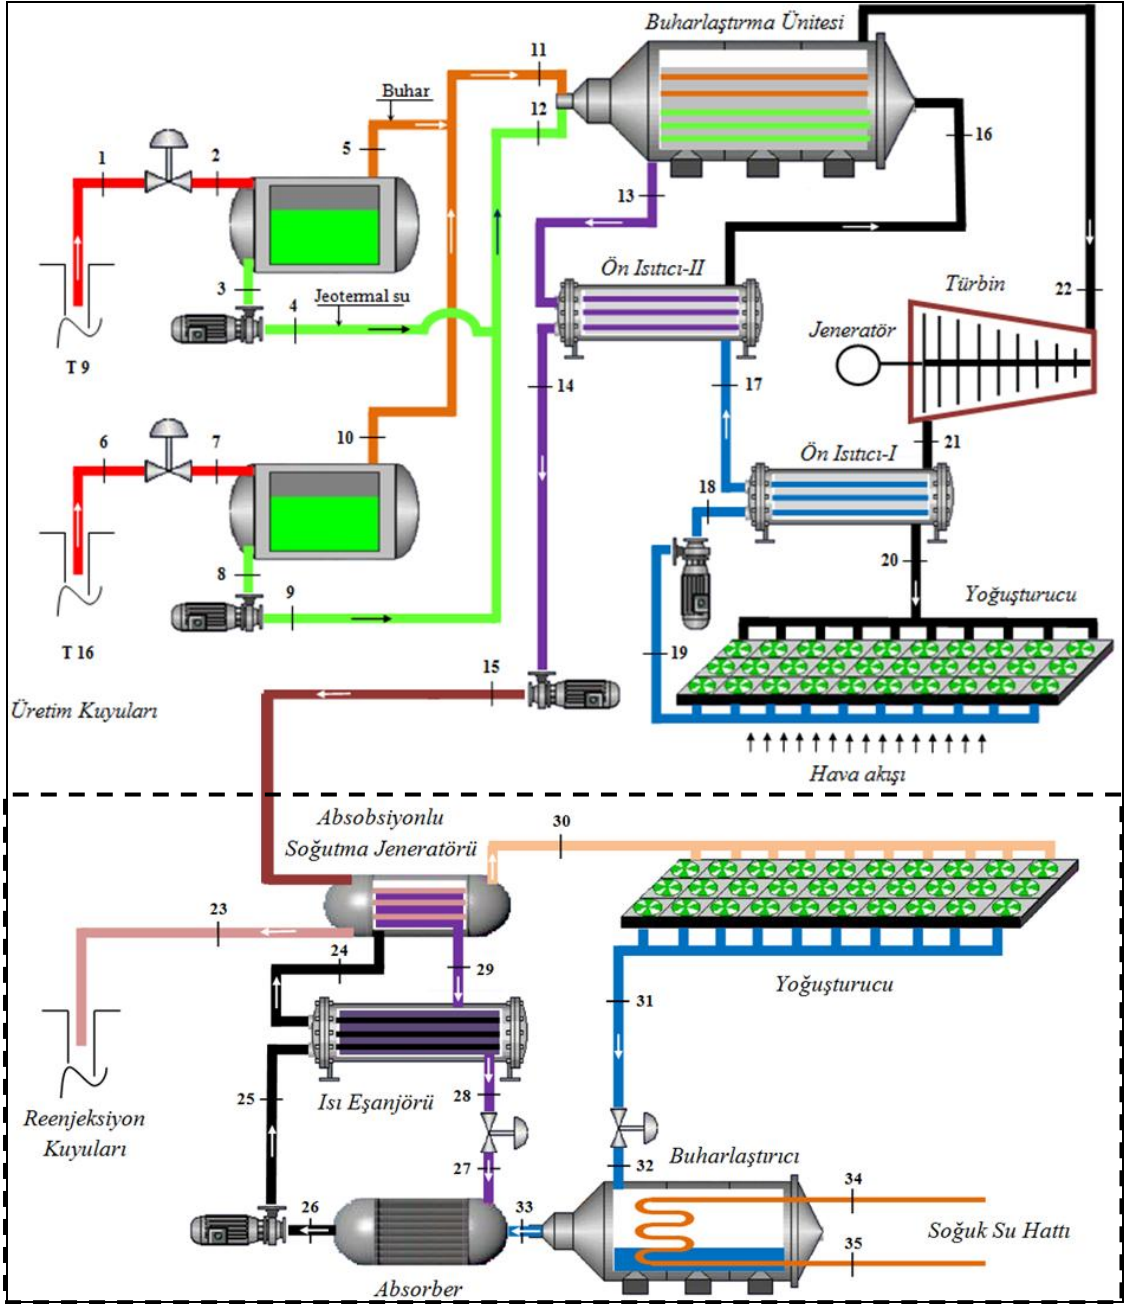 Buharlaştırma Ünitesi
11
Buhar
12
1
2
5
16
13
Ön Isıtıcı-II
3
4
Jeotermal su
Türbin
22
T 9
Jeneratör
14
17
6
7
10
21
Ön Isıtıcı-I
18
8
9
20
Yoğuşturucu
T 16
19
15
Üretim Kuyuları
Hava akışı
Absobsiyonlu
Soğutma Jeneratörü
30
23
24
29
Yoğuşturucu
31
25
28
Isı Eşanjörü
Reenjeksiyon
Kuyuları
27
32
Buharlaştırıcı
34
26
33
Soğuk Su Hattı
35
Absorber